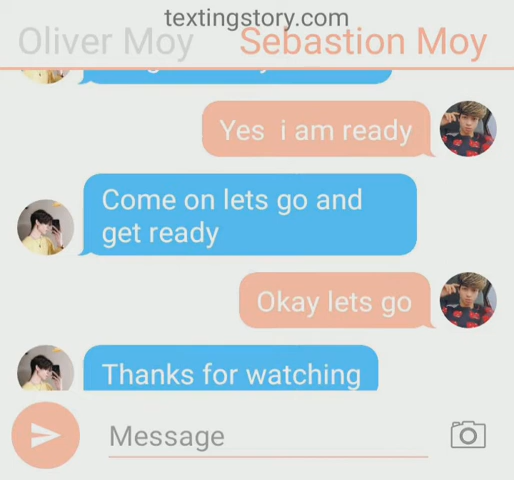 textingstory.com
Oliver Moy Sebastion Moy
Yes i am ready
Come on lets go and
get ready
Okay lets go
Thanks for watching
Message